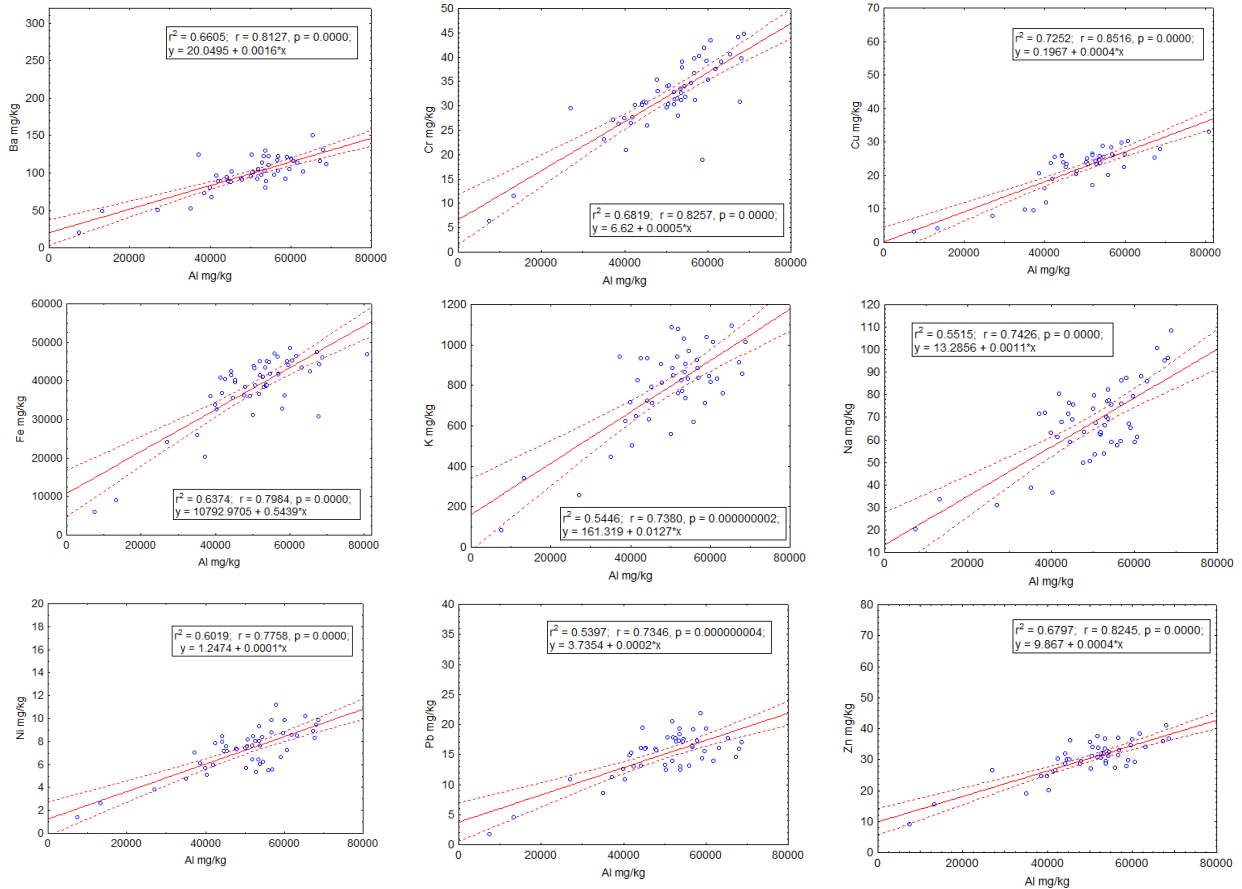 320
300
250
200
150
100
50
0
Ba mg/kg
r² = 0.6605; r = 0.8127, p = 0.0000;
y = 20.0495 + 0.0016*x
0 20000 40000 60000 80000
Al mg/kg
50
45
40
35
30
25
20
15
10
5
0
Cr mg/kg
r² = 0.6819; r = 0.8257, p = 0.0000;
y = 6.62 + 0.0005*x
0 20000 40000 60000 80000
Al mg/kg
70
60
50
40
30
20
10
0
Cu mg/kg
r² = 0.7252; r = 0.8516, p = 0.0000;
y = 0.1967 + 0.0004*x
0 20000 40000 60000 80000
Al mg/kg
60000
50000
40000
30000
20000
10000
0
Fe mg/kg
r² = 0.6374; r = 0.7984, p = 0.0000;
y = 10792.9705 + 0.5439*x
0 20000 40000 60000 80000
Al mg/kg
1200
1000
800
600
400
200
0
K mg/kg
r² = 0.5446; r = 0.7380, p = 0.000000002;
y = 161.319 + 0.0127*x
0 20000 40000 60000 80000
Al mg/kg
120
110
100
90
80
70
60
50
40
30
20
10
Na mg/kg
r² = 0.5515; r = 0.7426, p = 0.0000;
y = 13.2856 + 0.0011*x
0 20000 40000 60000 80000
Al mg/kg
20
18
16
14
12
10
8
6
4
2
0
Ni mg/kg
r² = 0.6019; r = 0.7758, p = 0.0000;
y = 1.2474 + 0.0001*x
0 20000 40000 60000 80000
Al mg/kg
40
35
30
25
20
15
10
5
0
Pb mg/kg
r² = 0.5397; r = 0.7346, p = 0.000000004;
y = 3.7354 + 0.0002*x
0 20000 40000 60000 80000
Al mg/kg
80
70
60
50
40
30
20
10
0
Zn mg/kg
r² = 0.6797; r = 0.8245, p = 0.0000;
y = 9.867 + 0.0004*x
0 20000 40000 60000 80000
Al mg/kg